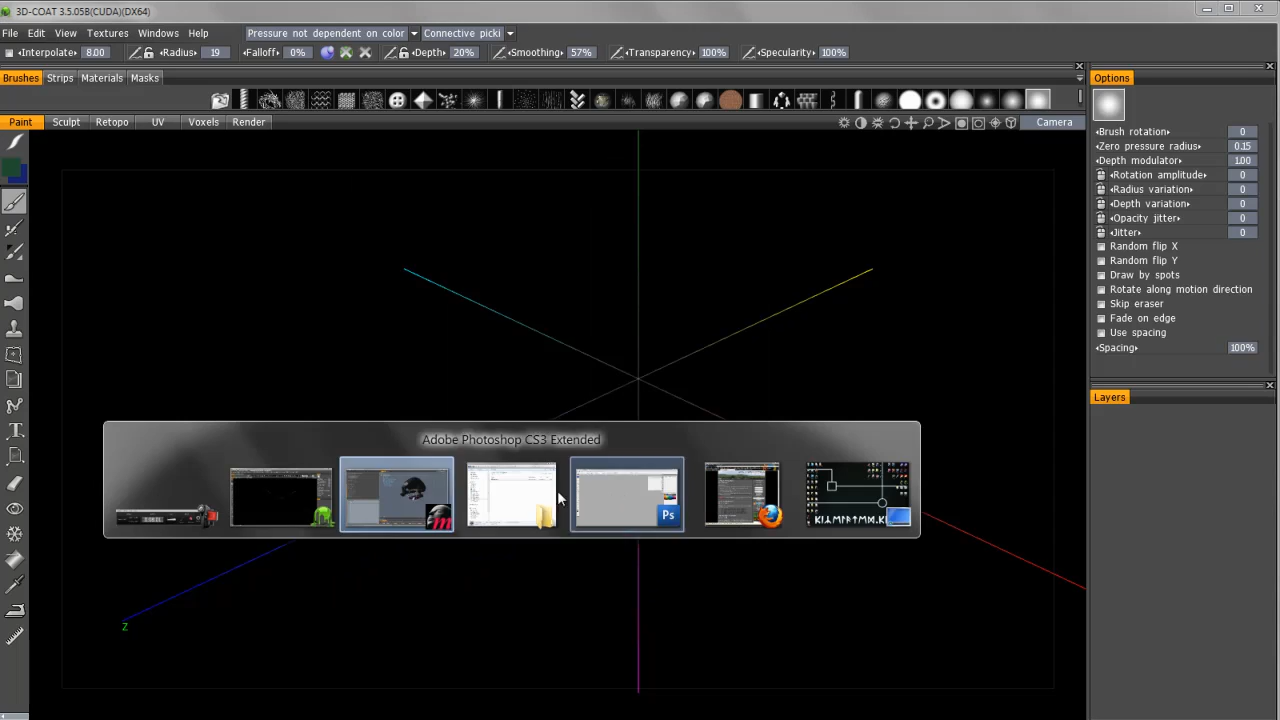 3D-COAT 3.5.05B(CUDA)(DX64)
File Edit View Textures Windows Help Pressure not dependent on color Connective picki
Interpolate 8.00 Radius 19 Falloff 0% Depth 20% Smoothing 57% Transparency 100% Specularity 100%
Brushes Strips Materials Masks Options
Paint Sculpt Retopo UV Voxels Render Camera
Brush rotation 0
Zero pressure radius 0.15
Depth modulator 1.00
Rotation amplitude 0
Radius variation 0
Depth variation 0
Opacity jitter 0
Jitter 0
Random flip X
Random flip Y
Draw by spots
Rotate along motion direction
Skip eraser
Fade on edge
Use spacing
Spacing 100%
Layers
Adobe Photoshop CS3 Extended
Ps
Z